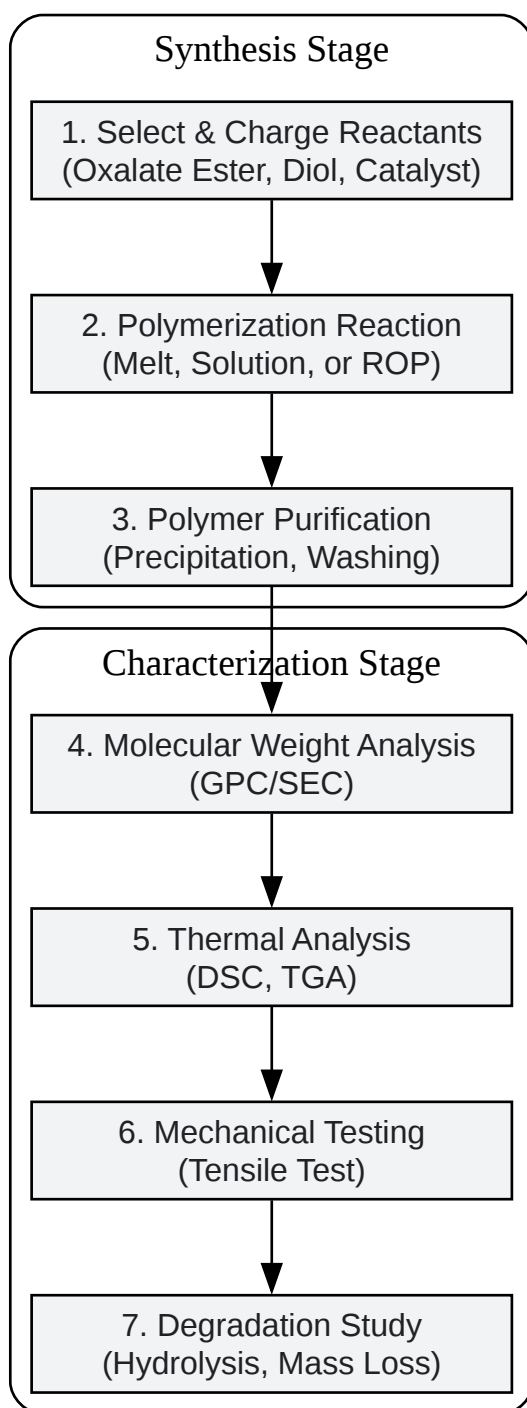 Synthesis Stage
1. Select & Charge Reactants
(Oxalate Ester, Diol, Catalyst)
2. Polymerization Reaction
(Melt, Solution, or ROP)
3. Polymer Purification
(Precipitation, Washing)
Characterization Stage
4. Molecular Weight Analysis
(GPC/SEC)
5. Thermal Analysis
(DSC, TGA)
6. Mechanical Testing
(Tensile Test)
7. Degradation Study
(Hydrolysis, Mass Loss)